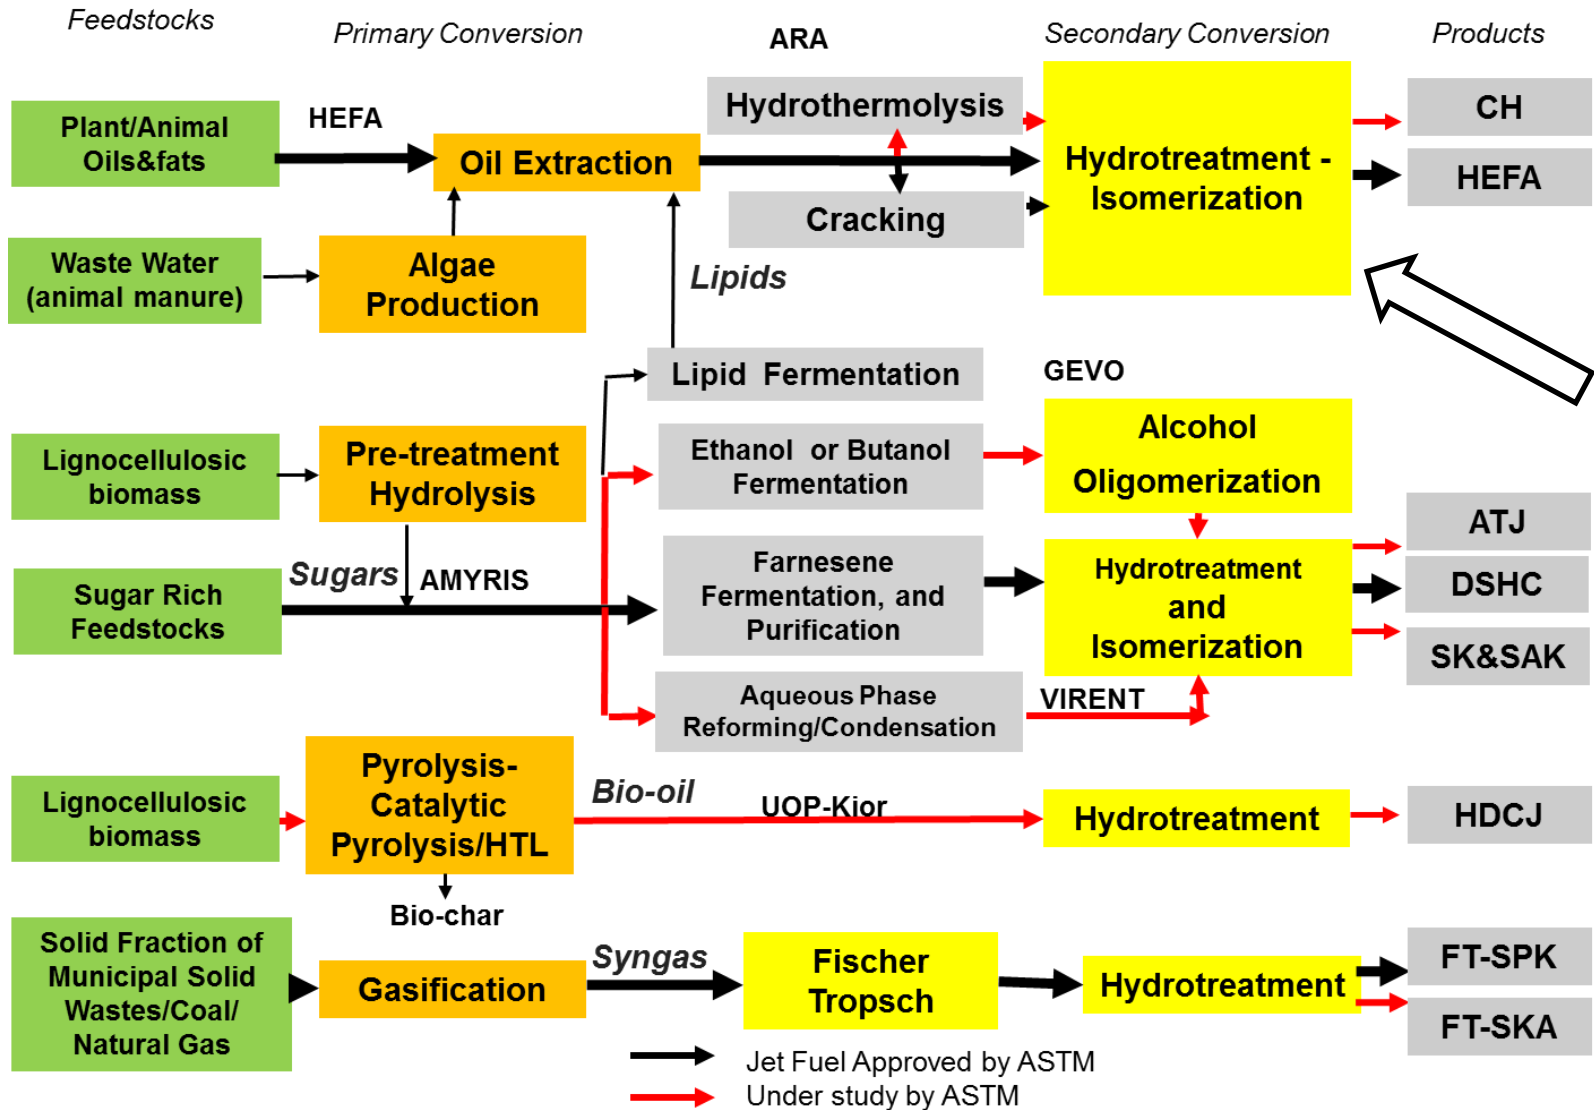 Feedstocks
Primary Conversion
ARA
Secondary Conversion
Products
Plant/Animal
Oils&fats
HEFA
Oil Extraction
Hydrothermolysis
Cracking
Hydrotreatment -
Isomerization
CH
HEFA
Waste Water
(animal manure)
Algae
Production
Lipids
Lipid Fermentation
GEVO
Lignocellulosic
biomass
Pre-treatment
Hydrolysis
Ethanol or Butanol
Fermentation
Alcohol
Oligomerization
ATJ
Sugar Rich
Feedstocks
Sugars
AMYRIS
Farnesene
Fermentation, and
Purification
Hydrotreatment
and
Isomerization
DSHC
SK&SAK
Aqueous Phase
Reforming/Condensation
VIRENT
Lignocellulosic
biomass
Pyrolysis-
Catalytic
Pyrolysis/HTL
Bio-oil
UOP-Kior
Hydrotreatment
HDCJ
Bio-char
Solid Fraction of
Municipal Solid
Wastes/Coal/
Natural Gas
Gasification
Syngas
Fischer
Tropsch
Hydrotreatment
FT-SPK
FT-SKA
Jet Fuel Approved by ASTM
Under study by ASTM